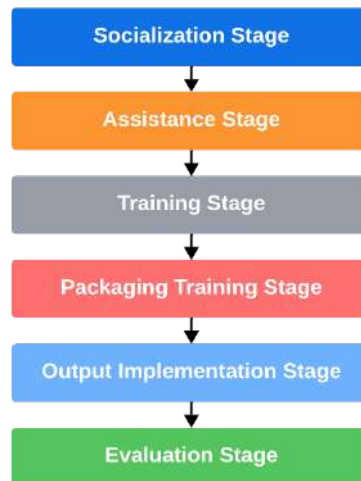 Socialization Stage
Assistance Stage
Training Stage
Packaging Training Stage
Output Implementation Stage
Evaluation Stage